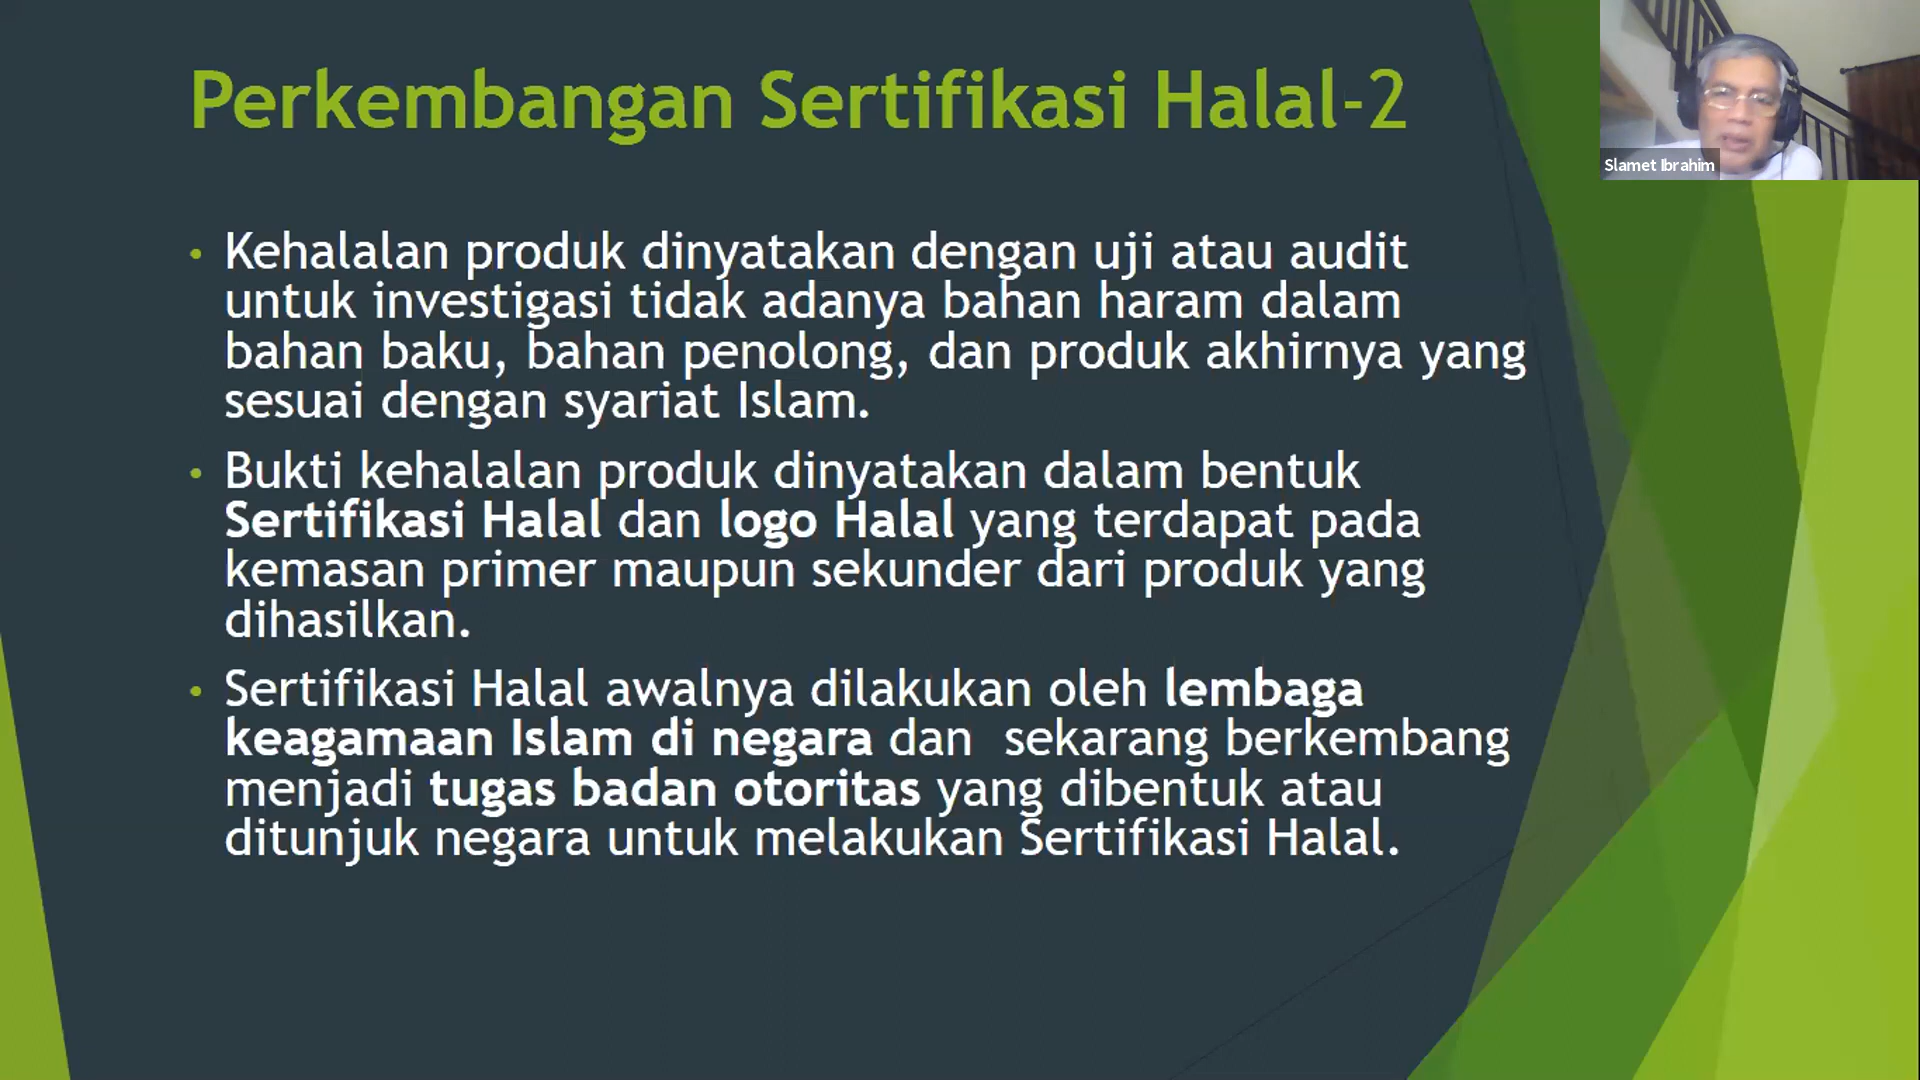 Perkembangan Sertifikasi Halal-2
Slamet Ibrahim
• Kehalalan produk dinyatakan dengan uji atau audit
untuk investigasi tidak adanya bahan haram dalam
bahan baku, bahan penolong, dan produk akhirnya yang
sesuai dengan syariat Islam.
• Bukti kehalalan produk dinyatakan dalam bentuk
Sertifikasi Halal dan logo Halal yang terdapat pada
kemasan primer maupun sekunder dari produk yang
dihasilkan.
• Sertifikasi Halal awalnya dilakukan oleh lembaga
keagamaan Islam di negara dan  sekarang berkembang
menjadi tugas badan otoritas yang dibentuk atau
ditunjuk negara untuk melakukan Sertifikasi Halal.